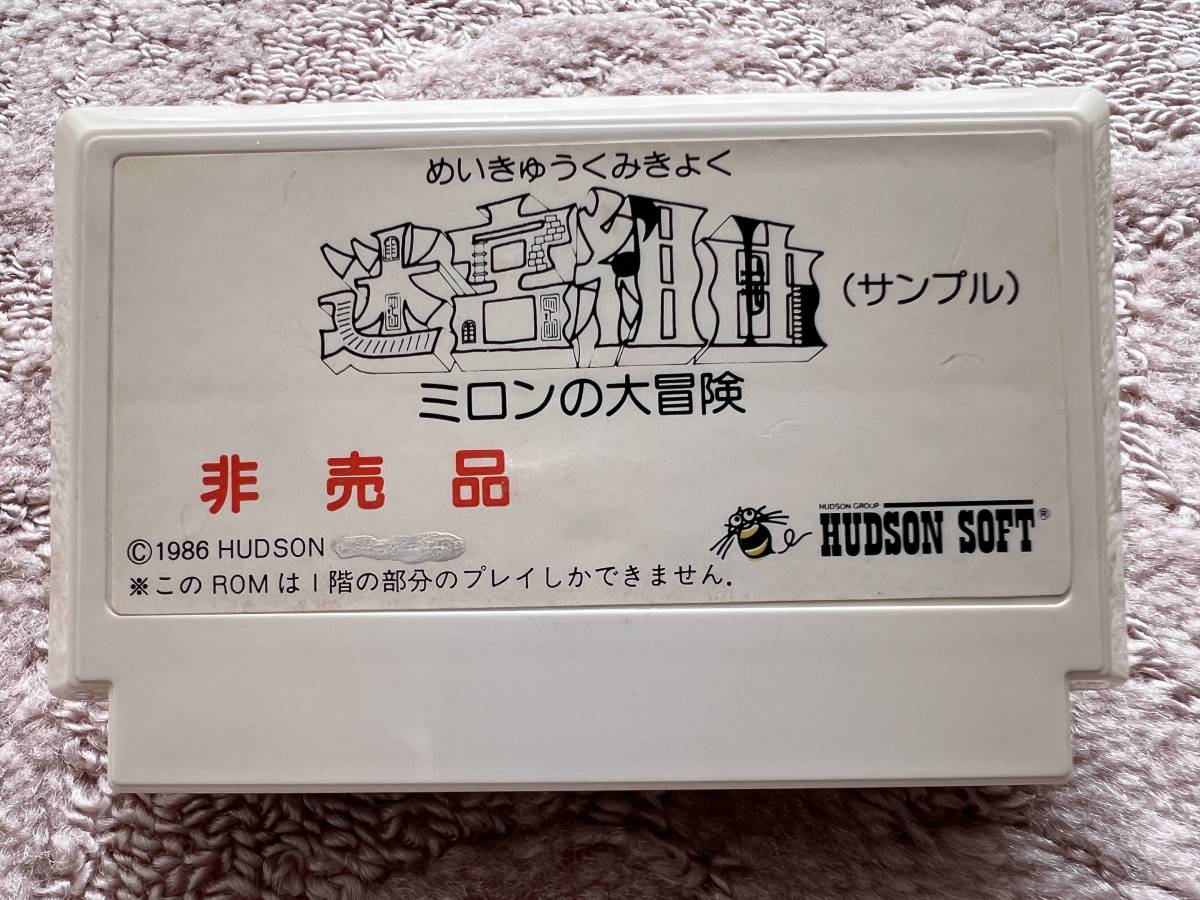 めいきゅうくみきょく
迷宮組曲
(サンプル)
ミロンの大冒険
非売品
HUDSON GROUP
HUDSON SOFT®
©1986 HUDSON
※このROMは1階の部分のプレイしかできません.